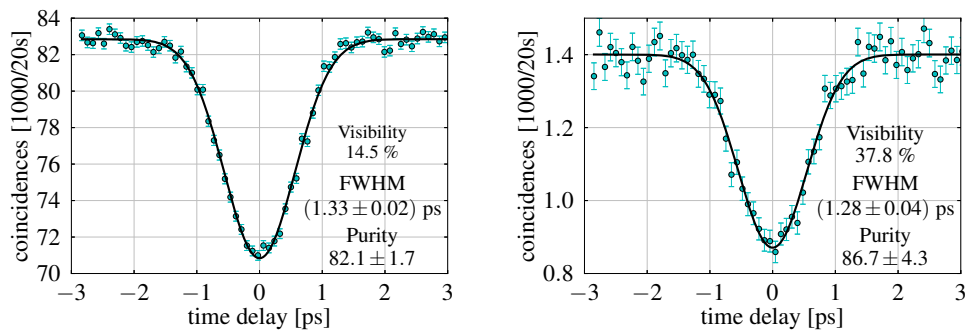 84
82
80
78
76
74
72
70
coincidences [1000/20s]
Visibility
14.5 %
FWHM
(1.33 ± 0.02) ps
Purity
82.1 ± 1.7
−3 −2 −1 0 1 2 3
time delay [ps]
1.4
1.2
1.0
0.8
coincidences [1000/20s]
Visibility
37.8 %
FWHM
(1.28 ± 0.04) ps
Purity
86.7 ± 4.3
−3 −2 −1 0 1 2 3
time delay [ps]